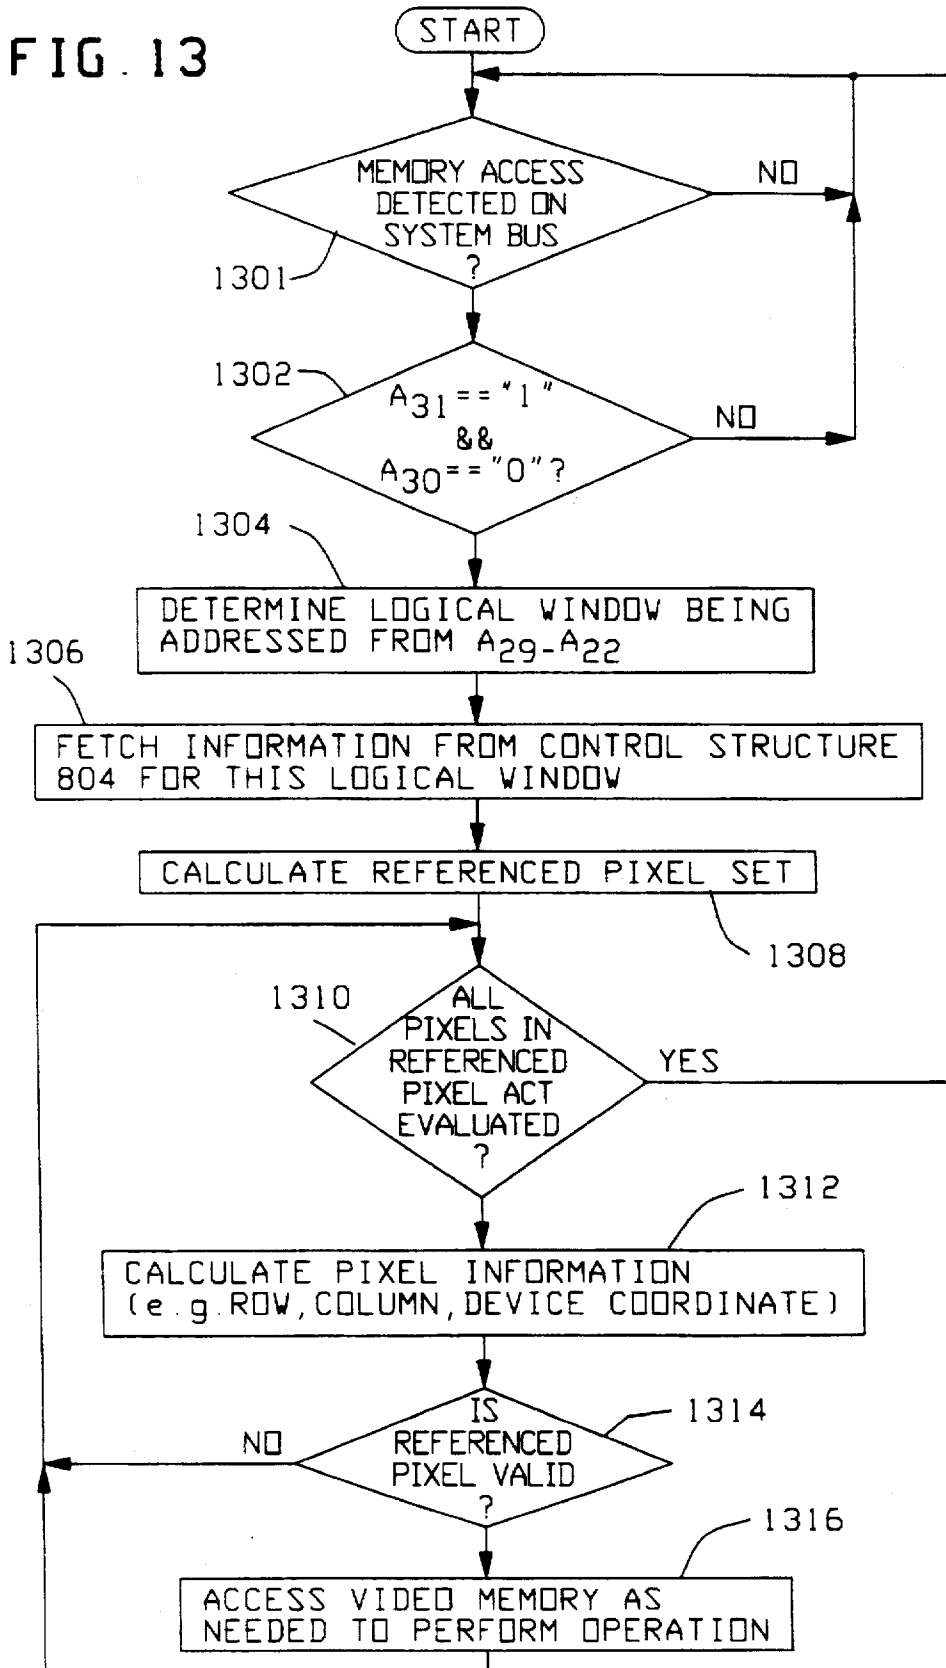 FIG. 13
START
MEMORY ACCESS
DETECTED ON
SYSTEM BUS
?
NO
1301
1302
A31 == "1"
&&
A30 == "0"?
NO
1304
DETERMINE LOGICAL WINDOW BEING
ADDRESSED FROM A29-A22
1306
FETCH INFORMATION FROM CONTROL STRUCTURE
804 FOR THIS LOGICAL WINDOW
CALCULATE REFERENCED PIXEL SET
1308
1310
ALL
PIXELS IN
REFERENCED
PIXEL ACT
EVALUATED
?
YES
1312
CALCULATE PIXEL INFORMATION
(e.g. ROW, COLUMN, DEVICE COORDINATE)
1314
IS
REFERENCED
PIXEL VALID
?
NO
1316
ACCESS VIDEO MEMORY AS
NEEDED TO PERFORM OPERATION